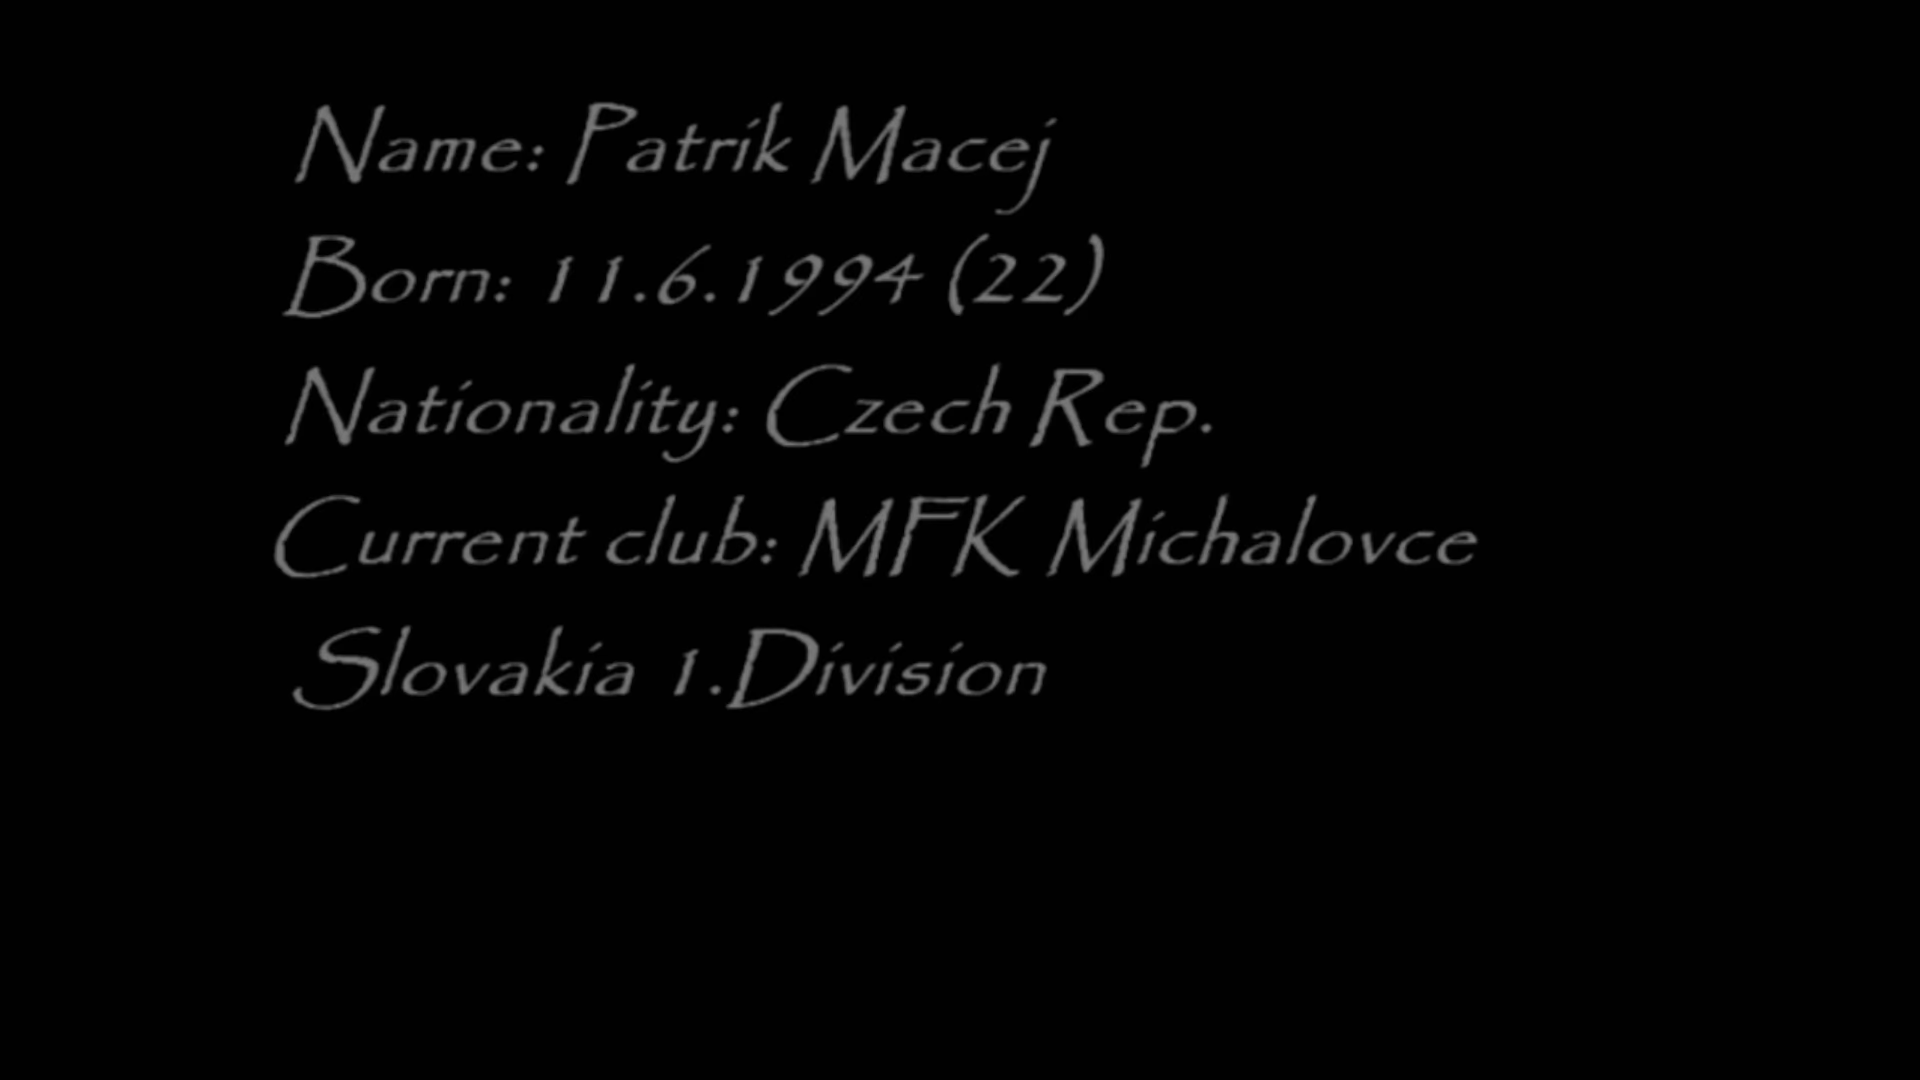 Name: Patrik Macej
Born: 11.6.1994 (22)
Nationality: Czech Rep.
Current club: MFK Michalovce
Slovakia 1.Division